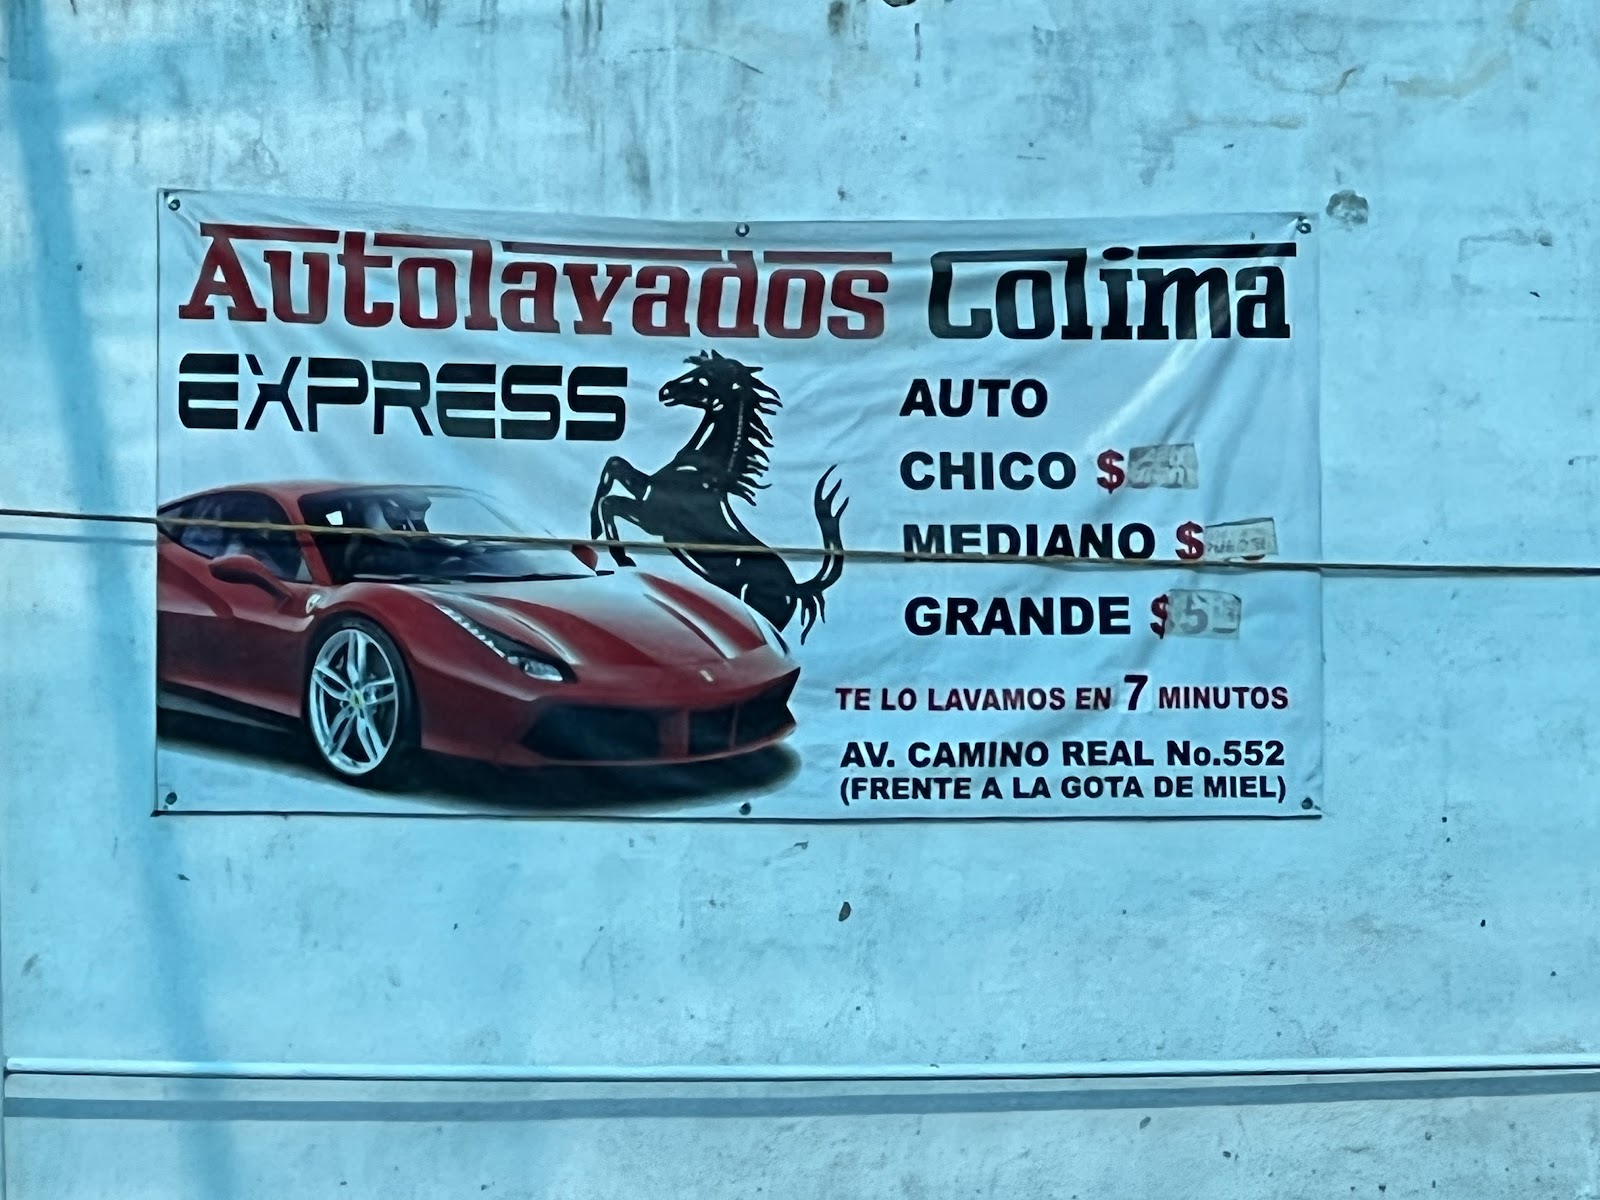 Autolavados Colima
EXPRESS
AUTO
CHICO $
MEDIANO $
GRANDE $5
TE LO LAVAMOS EN 7 MINUTOS
AV. CAMINO REAL No.552
(FRENTE A LA GOTA DE MIEL)